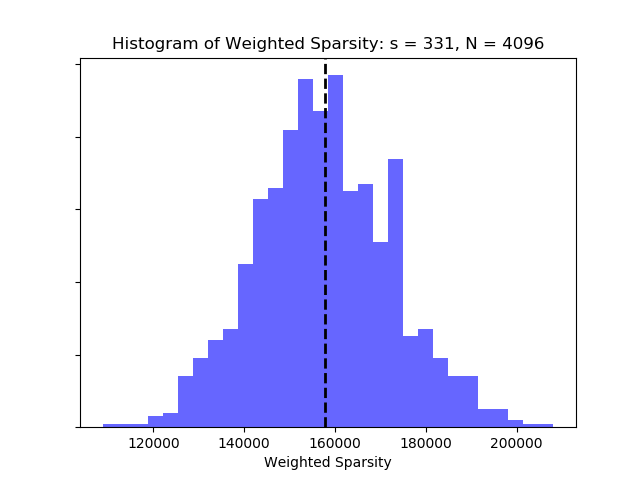 Histogram of Weighted Sparsity: s = 331, N = 4096
120000 140000 160000 180000 200000
Weighted Sparsity